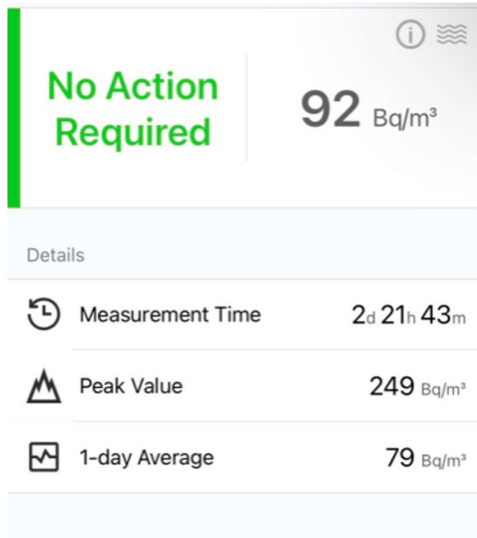 No Action
Required
92 Bq/m³
Details
Measurement Time 2d 21h 43m
Peak Value 249 Bq/m³
1-day Average 79 Bq/m³